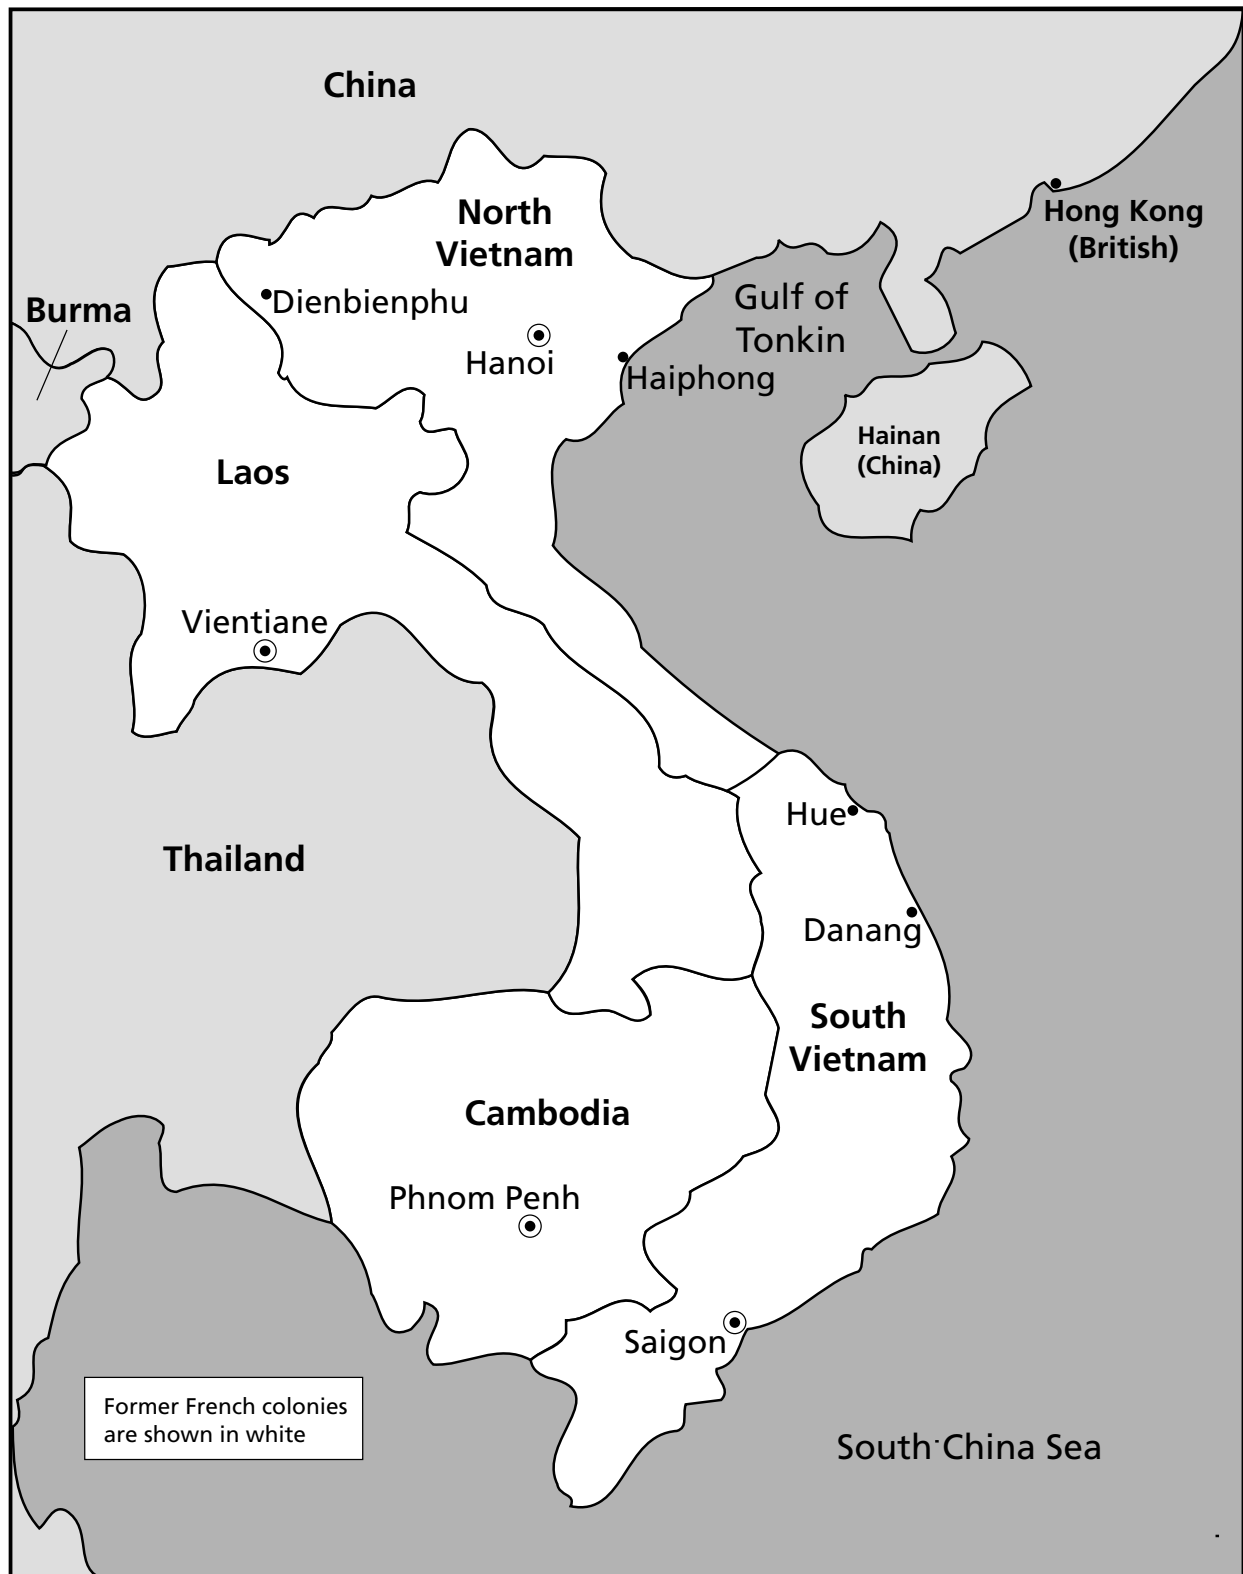 China
North
Vietnam
Hong Kong
(British)
Burma
Dienbienphu
Gulf of
Tonkin
Hanoi
Haiphong
Hainan
(China)
Laos
Vientiane
Hue
Thailand
Danang
South
Vietnam
Cambodia
Phnom Penh
Saigon
Former French colonies
are shown in white
South China Sea